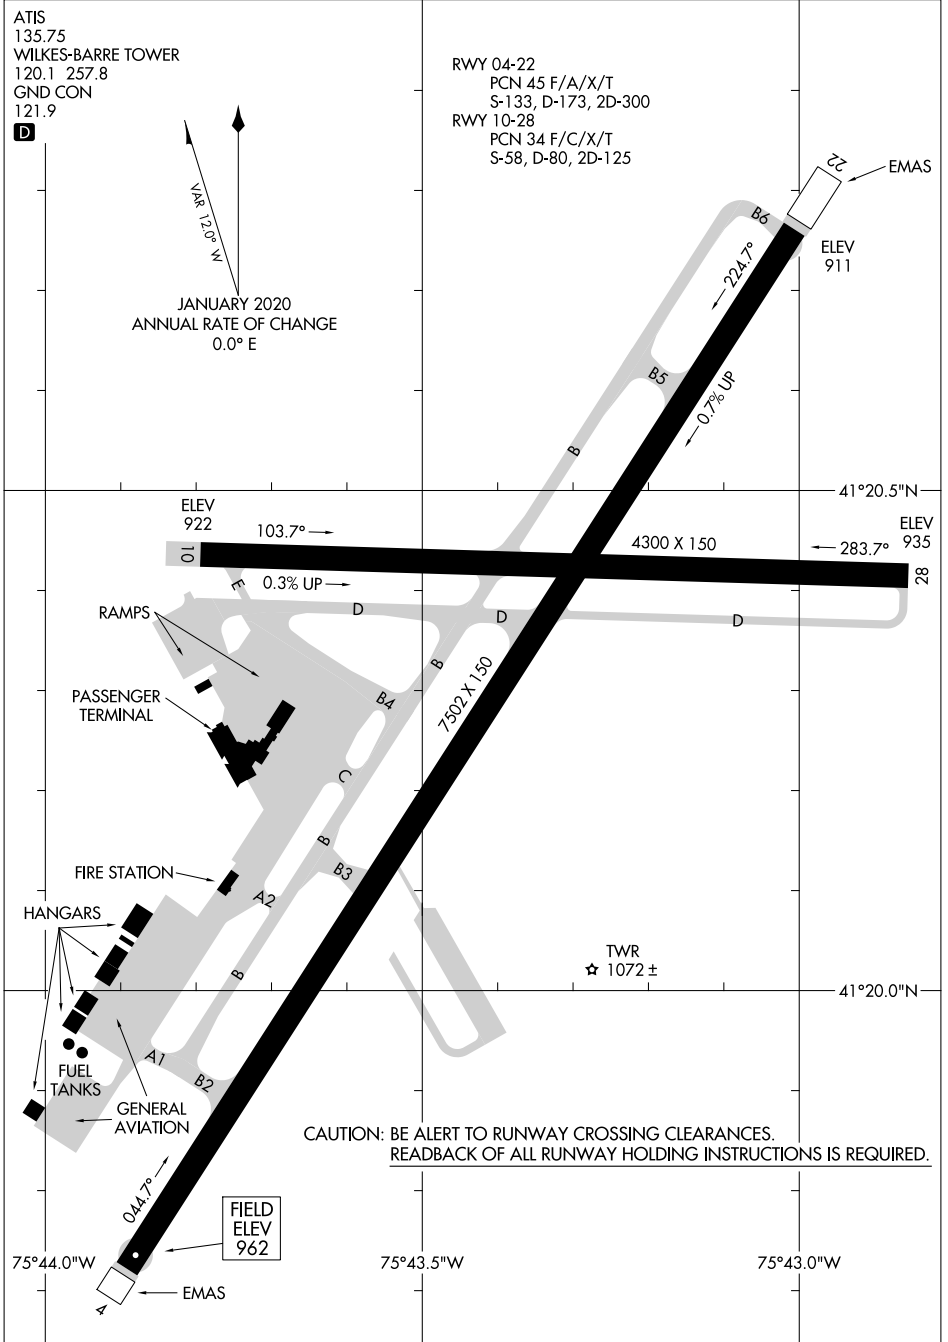 ATIS
135.75
WILKES-BARRE TOWER
120.1 257.8
GND CON
121.9
D
VAR 12.0° W
JANUARY 2020
ANNUAL RATE OF CHANGE
0.0° E
RWY 04-22
PCN 45 F/A/X/T
S-133, D-173, 2D-300
RWY 10-28
PCN 34 F/C/X/T
S-58, D-80, 2D-125
22
EMAS
B6
ELEV
911
224.7°
B5
0.7% UP
B
41°20.5"N
ELEV
922
103.7°
10
0.3% UP
E
4300 X 150
283.7°
ELEV
935
28
RAMPS
D
D
D
B
7502 X 150
PASSENGER
TERMINAL
B4
C
B
B3
FIRE STATION
A2
HANGARS
B
TWR
1072 ±
41°20.0"N
A1
B2
FUEL
TANKS
GENERAL
AVIATION
CAUTION: BE ALERT TO RUNWAY CROSSING CLEARANCES.
READBACK OF ALL RUNWAY HOLDING INSTRUCTIONS IS REQUIRED.
044.7°
FIELD
ELEV
962
75°44.0"W
75°43.5"W
75°43.0"W
EMAS
4